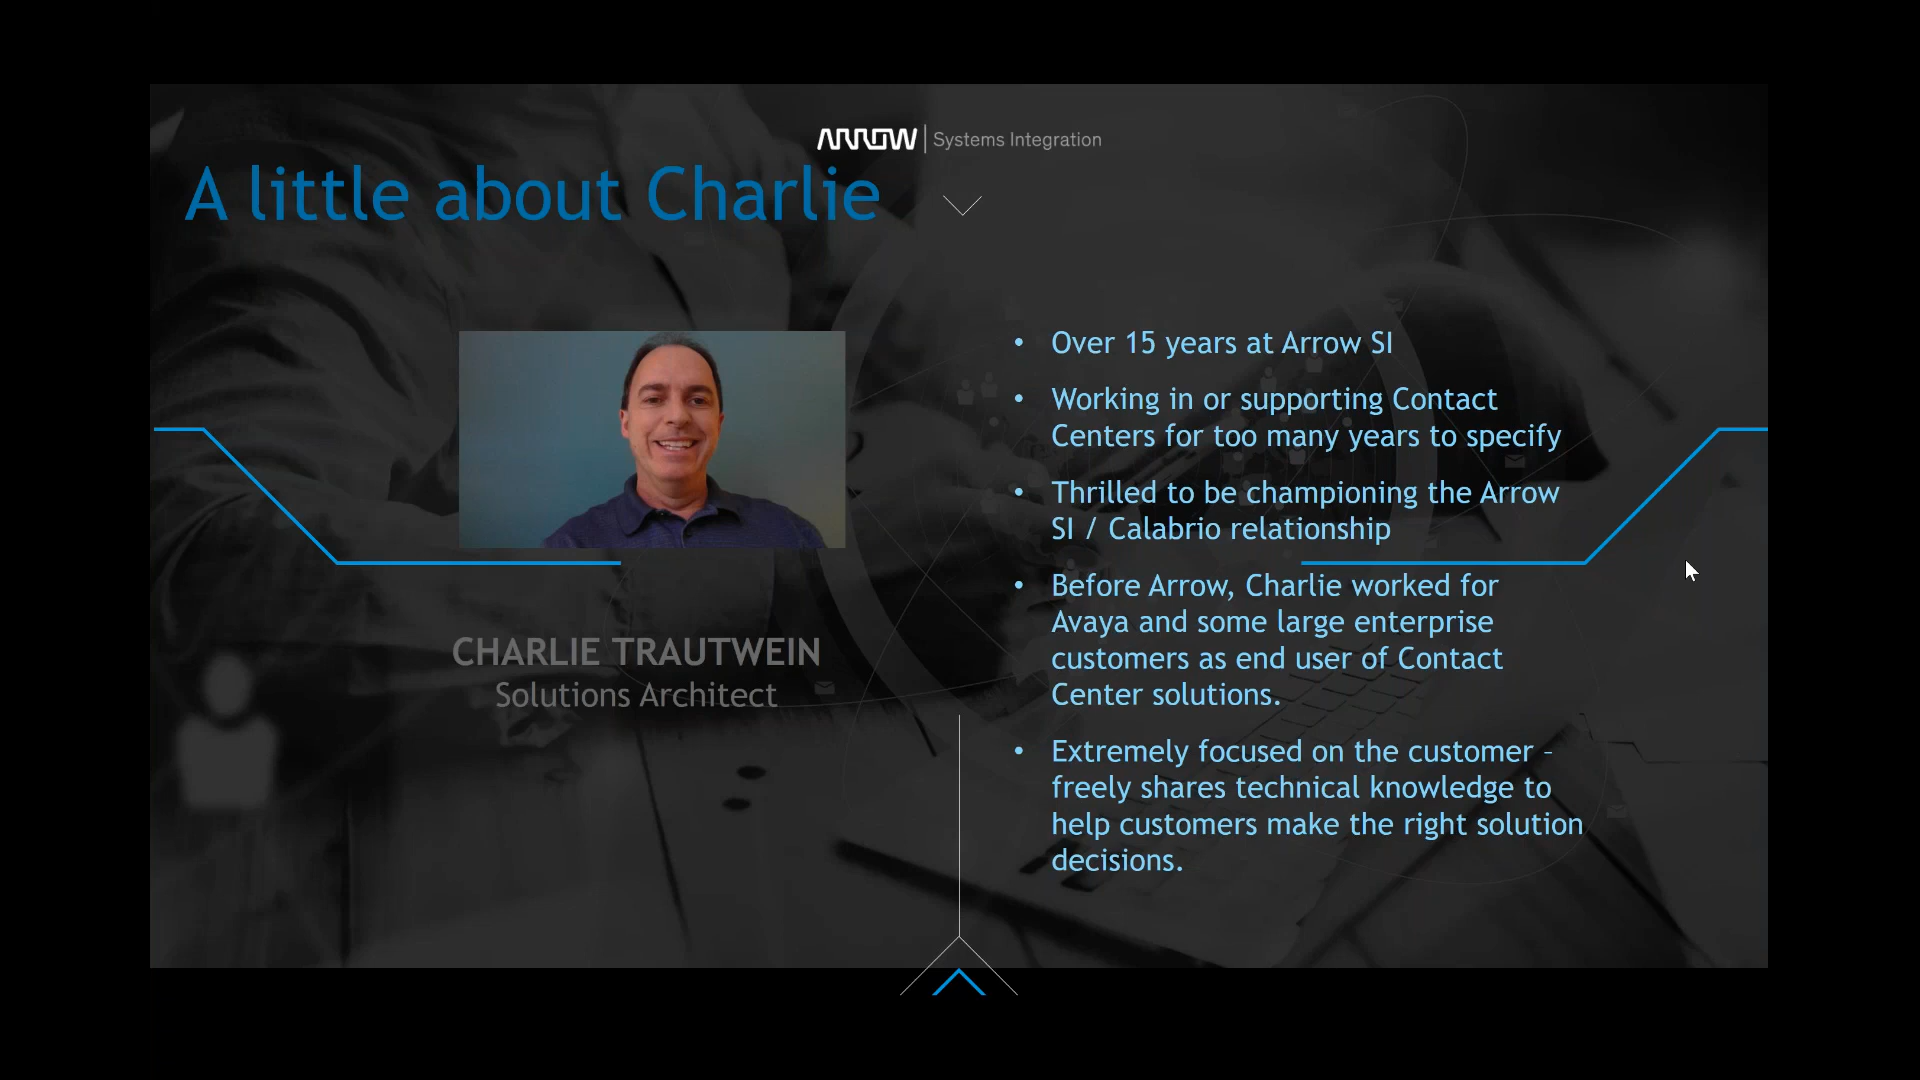 ARROW | Systems Integration
A little about Charlie
CHARLIE TRAUTWEIN
Solutions Architect
• Over 15 years at Arrow SI
• Working in or supporting Contact
Centers for too many years to specify
• Thrilled to be championing the Arrow
SI / Calabrio relationship
• Before Arrow, Charlie worked for
Avaya and some large enterprise
customers as end user of Contact
Center solutions.
• Extremely focused on the customer –
freely shares technical knowledge to
help customers make the right solution
decisions.